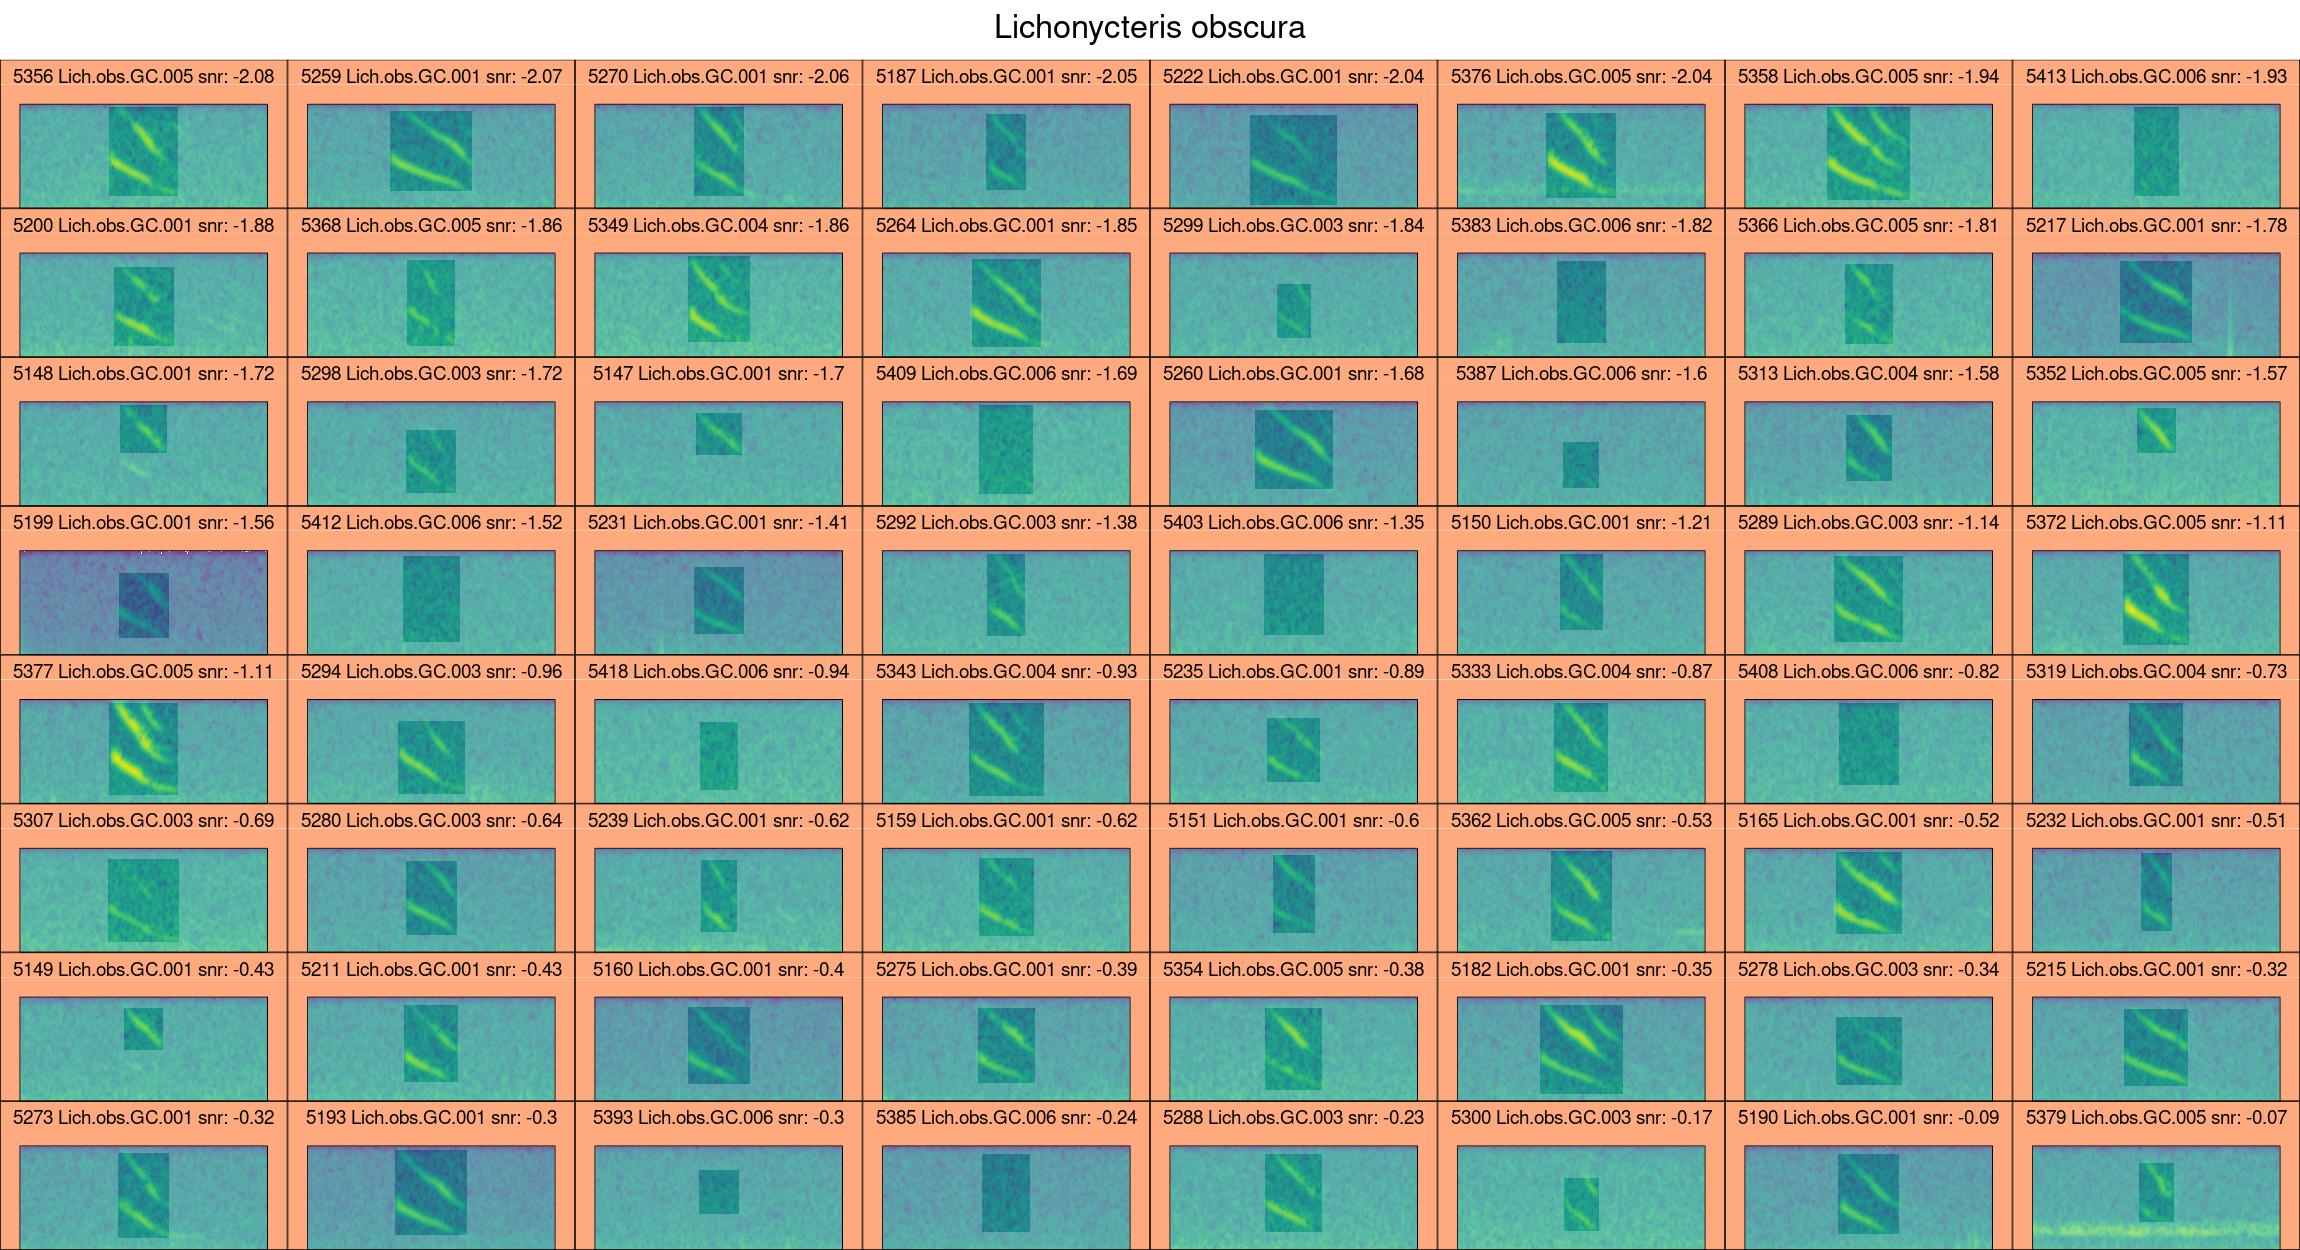 Lichonycteris obscura
5356 Lich.obs.GC.005 snr: -2.08
5259 Lich.obs.GC.001 snr: -2.07
5270 Lich.obs.GC.001 snr: -2.06
5187 Lich.obs.GC.001 snr: -2.05
5222 Lich.obs.GC.001 snr: -2.04
5376 Lich.obs.GC.005 snr: -2.04
5358 Lich.obs.GC.005 snr: -1.94
5413 Lich.obs.GC.006 snr: -1.93
5200 Lich.obs.GC.001 snr: -1.88
5368 Lich.obs.GC.005 snr: -1.86
5349 Lich.obs.GC.004 snr: -1.86
5264 Lich.obs.GC.001 snr: -1.85
5299 Lich.obs.GC.003 snr: -1.84
5383 Lich.obs.GC.006 snr: -1.82
5366 Lich.obs.GC.005 snr: -1.81
5217 Lich.obs.GC.001 snr: -1.78
5148 Lich.obs.GC.001 snr: -1.72
5298 Lich.obs.GC.003 snr: -1.72
5147 Lich.obs.GC.001 snr: -1.7
5409 Lich.obs.GC.006 snr: -1.69
5260 Lich.obs.GC.001 snr: -1.68
5387 Lich.obs.GC.006 snr: -1.6
5313 Lich.obs.GC.004 snr: -1.58
5352 Lich.obs.GC.005 snr: -1.57
5199 Lich.obs.GC.001 snr: -1.56
5412 Lich.obs.GC.006 snr: -1.52
5231 Lich.obs.GC.001 snr: -1.41
5292 Lich.obs.GC.003 snr: -1.38
5403 Lich.obs.GC.006 snr: -1.35
5150 Lich.obs.GC.001 snr: -1.21
5289 Lich.obs.GC.003 snr: -1.14
5372 Lich.obs.GC.005 snr: -1.11
5377 Lich.obs.GC.005 snr: -1.11
5294 Lich.obs.GC.003 snr: -0.96
5418 Lich.obs.GC.006 snr: -0.94
5343 Lich.obs.GC.004 snr: -0.93
5235 Lich.obs.GC.001 snr: -0.89
5333 Lich.obs.GC.004 snr: -0.87
5408 Lich.obs.GC.006 snr: -0.82
5319 Lich.obs.GC.004 snr: -0.73
5307 Lich.obs.GC.003 snr: -0.69
5280 Lich.obs.GC.003 snr: -0.64
5239 Lich.obs.GC.001 snr: -0.62
5159 Lich.obs.GC.001 snr: -0.62
5151 Lich.obs.GC.001 snr: -0.6
5362 Lich.obs.GC.005 snr: -0.53
5165 Lich.obs.GC.001 snr: -0.52
5232 Lich.obs.GC.001 snr: -0.51
5149 Lich.obs.GC.001 snr: -0.43
5211 Lich.obs.GC.001 snr: -0.43
5160 Lich.obs.GC.001 snr: -0.4
5275 Lich.obs.GC.001 snr: -0.39
5354 Lich.obs.GC.005 snr: -0.38
5182 Lich.obs.GC.001 snr: -0.35
5278 Lich.obs.GC.003 snr: -0.34
5215 Lich.obs.GC.001 snr: -0.32
5273 Lich.obs.GC.001 snr: -0.32
5193 Lich.obs.GC.001 snr: -0.3
5393 Lich.obs.GC.006 snr: -0.3
5385 Lich.obs.GC.006 snr: -0.24
5288 Lich.obs.GC.003 snr: -0.23
5300 Lich.obs.GC.003 snr: -0.17
5190 Lich.obs.GC.001 snr: -0.09
5379 Lich.obs.GC.005 snr: -0.07